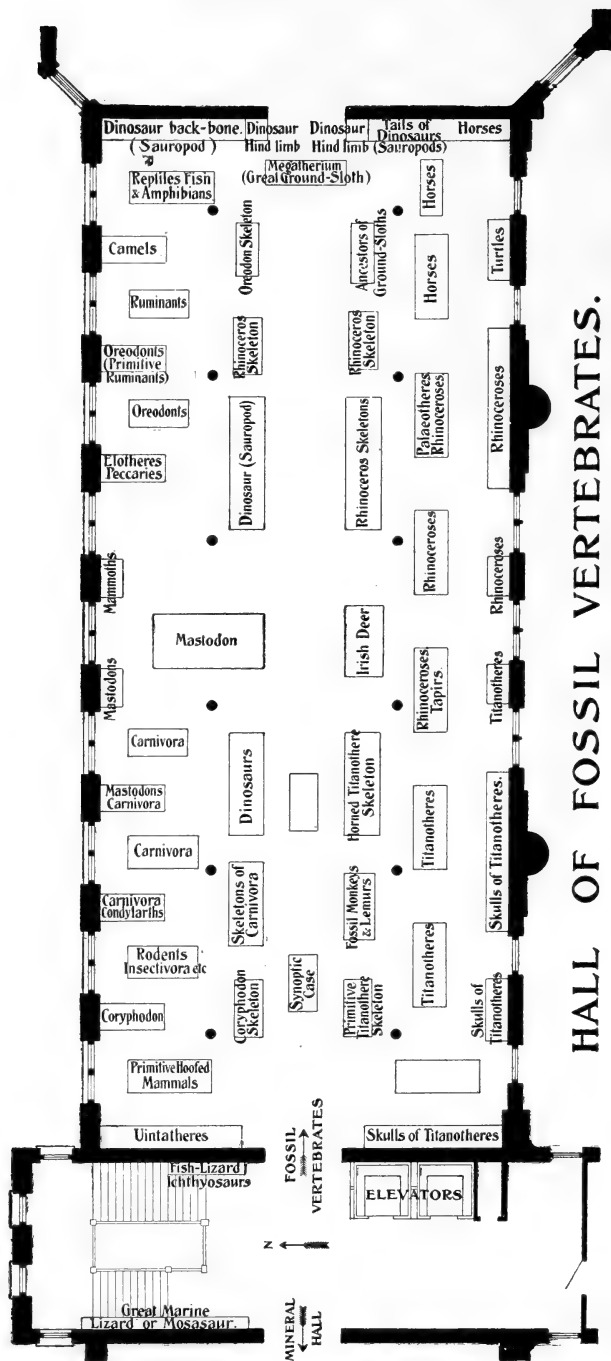 Dinosaur back-bone.
(Sauropod)
Dinosaur
Hind limb
Dinosaur
Hind limb
Tails of
Dinosaurs
(Sauropods)
Horses
Megatherium
(Great Ground-Sloth)
Reptiles Fish
& Amphibians
Horses
Camels
Oreodon Skeleton
Ancestors of
Ground-Sloths
Horses
Turtles
Ruminants
Oreodonts
(Primitive
Ruminants)
Rhinoceros
Skeleton
Rhinoceros
Skeleton
Oreodonts
Dinosaur (Sauropod)
Rhinoceros Skeletons
Palaeotheres
Rhinoceroses
Rhinoceroses
Elotheres
Peccaries
Mammoths
Rhinoceroses
Rhinoceroses
Mastodon
Irish Deer
Mastodons
Rhinoceroses.
Tapirs.
Titanotheres
Carnivora
Dinosaurs
Horned Titanothere
Skeleton
Mastodons
Carnivora
Titanotheres
Skulls of Titanotheres.
Carnivora
Carnivora
Condylarths
Skeletons of
Carnivora
Fossil Monkeys
& Lemurs
Rodents
Insectivora etc
Titanotheres
Coryphodon
Coryphodon
Skeleton
Synoptic
Case
Primitive
Titanothere
Skeleton
Skulls of
Titanotheres
Primitive Hoofed
Mammals
Uintatheres
Skulls of Titanotheres
Fish-Lizard
Ichthyosaurs
FOSSIL
VERTEBRATES
ELEVATORS
N
Great Marine
Lizard or Mosasaur.
MINERAL
HALL
HALL OF FOSSIL VERTEBRATES.